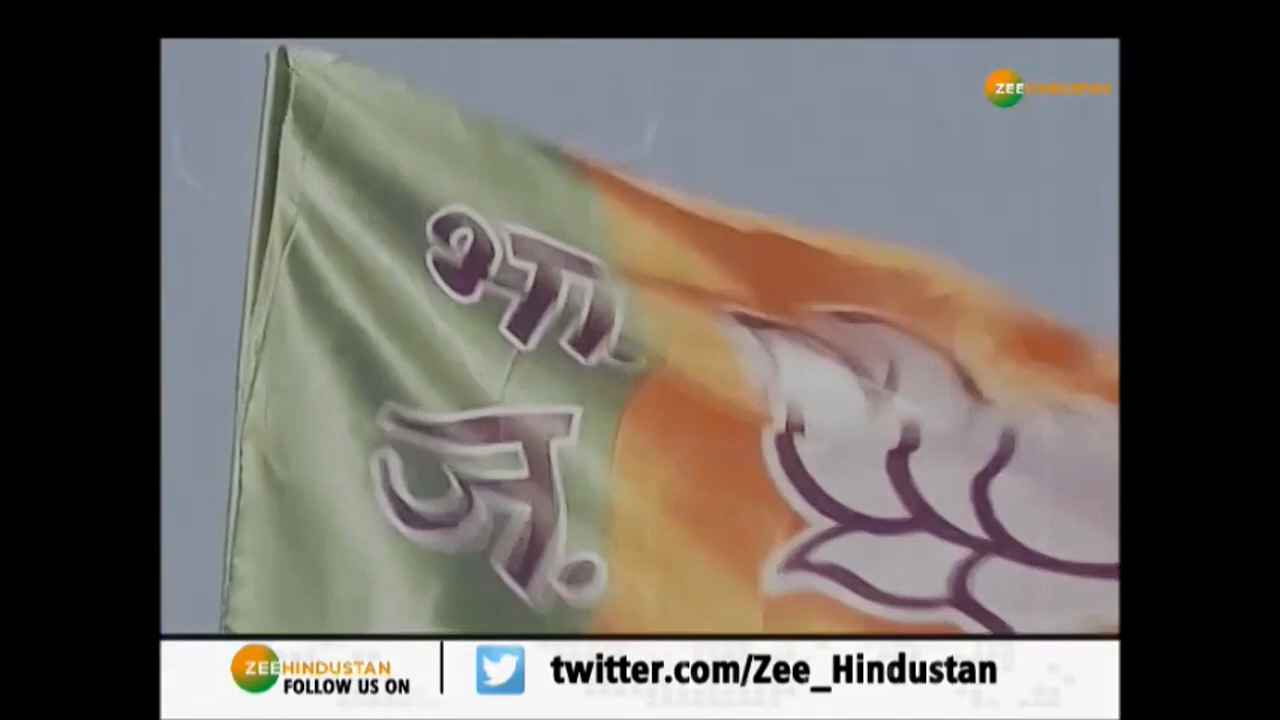 ZEE HINDUSTAN
भा.
ज.
ZEE HINDUSTAN
FOLLOW US ON
twitter.com/Zee_Hindustan